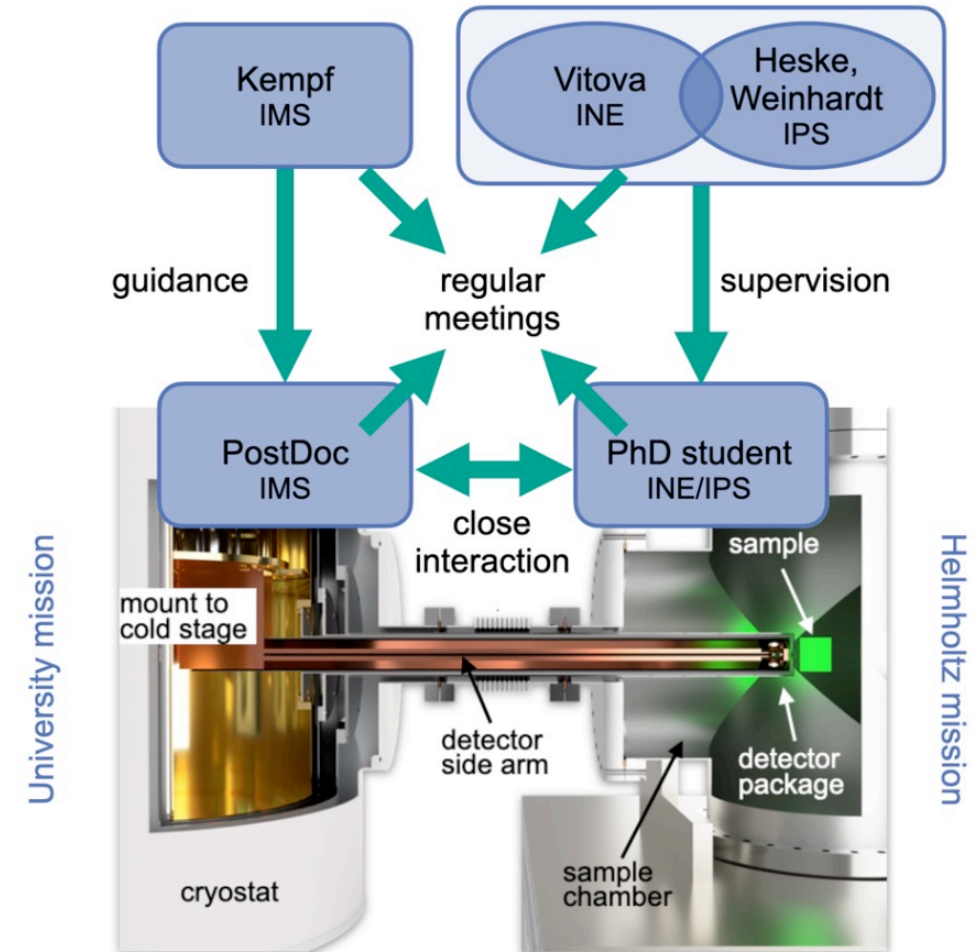 Kempf
IMS
Vitova
INE
Heske,
Weinhardt
IPS
guidance
regular
meetings
supervision
PostDoc
IMS
PhD student
INE/IPS
close
interaction
University mission
Helmholtz mission
mount to
cold stage
sample
detector
side arm
detector
package
sample
chamber
cryostat